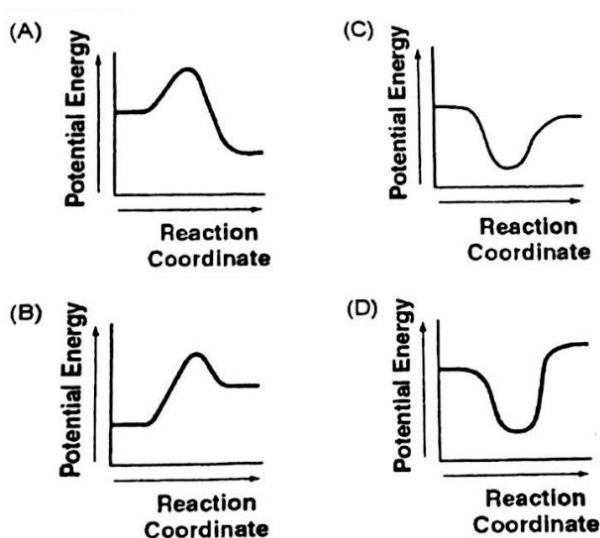 (A)
Potential Energy
Reaction
Coordinate
(C)
Potential Energy
Reaction
Coordinate
(B)
Potential Energy
Reaction
Coordinate
(D)
Potential Energy
Reaction
Coordinate